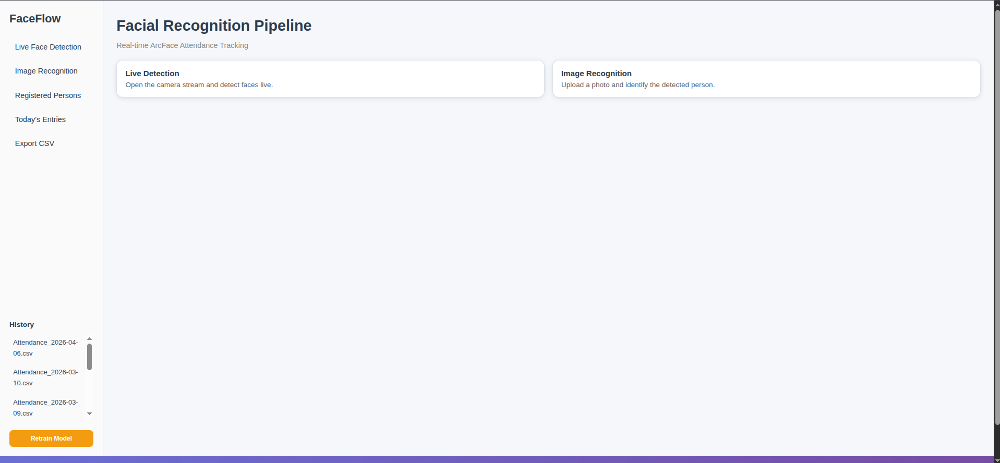 FaceFlow
Live Face Detection
Image Recognition
Registered Persons
Today's Entries
Export CSV
History
Attendance_2026-04-
06.csv
Attendance_2026-03-
10.csv
Attendance_2026-03-
09.csv
Retrain Model
Facial Recognition Pipeline
Real-time ArcFace Attendance Tracking
Live Detection
Open the camera stream and detect faces live.
Image Recognition
Upload a photo and identify the detected person.